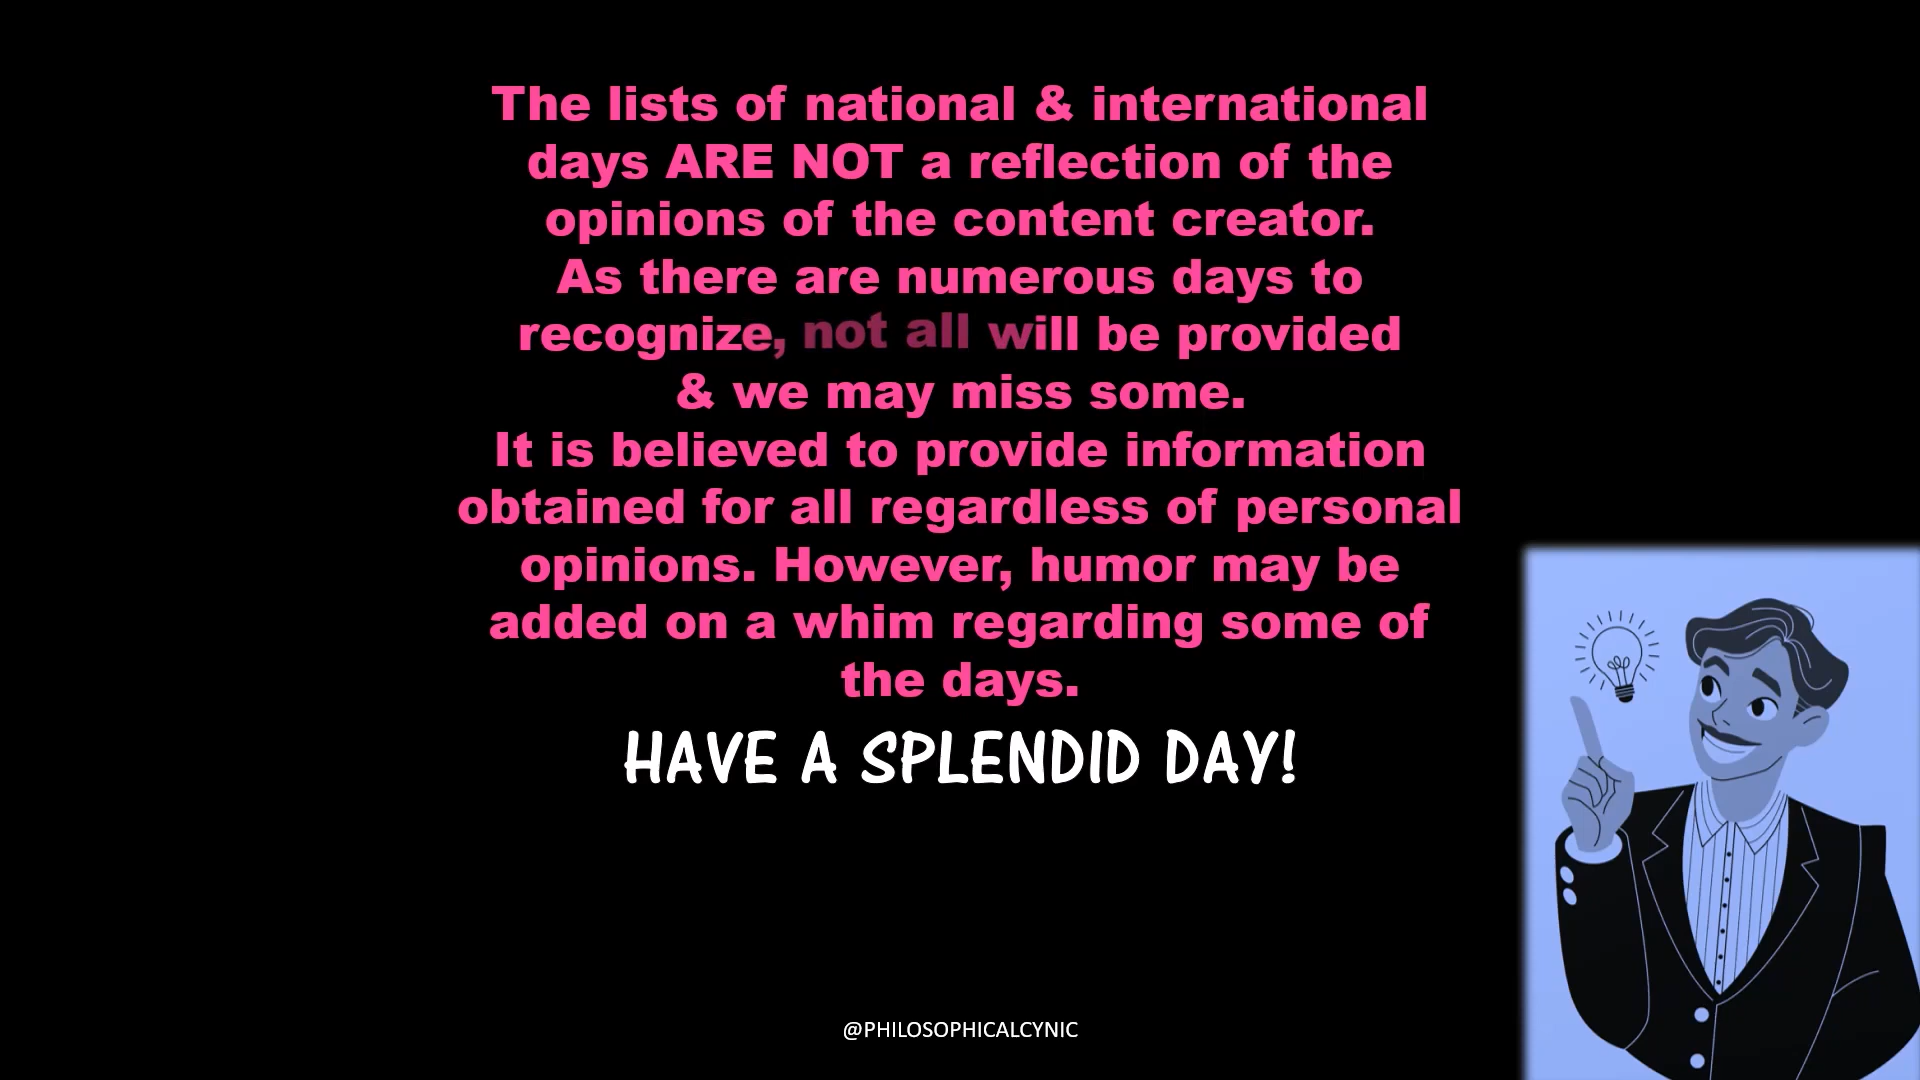 The lists of national & international
days ARE NOT a reflection of the
opinions of the content creator.
As there are numerous days to
recognize, not all will be provided
& we may miss some.
It is believed to provide information
obtained for all regardless of personal
opinions. However, humor may be
added on a whim regarding some of
the days.
HAVE A SPLENDID DAY!
@PHILOSOPHICALCYNIC